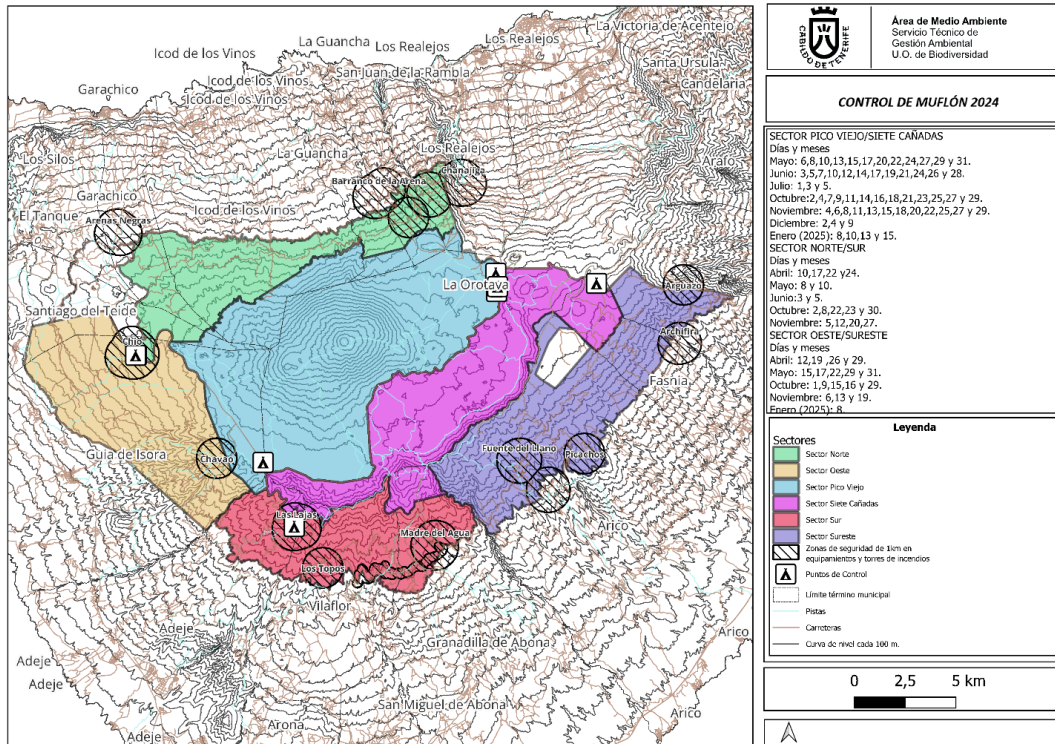 La Victoria de Acentejo
La Guancha
Los Realejos
Los Realejos
Icod de los Vinos
Santa Ursula
San Juan de la Rambla
Icod de los Vinos
Candelaria
Garachico
Icod de los Vinos
Los Realejos
La Guancha
Los Silos
Arafo
Chanajiga
Barranco de la Arena
Garachico
Icod de los Vinos
El Tanque
Arenas Negras
La Orotava
Arguazo
Santiago del Teide
Chio
Archifira
Fasnia
Fuente del Llano
Picachos
Guia de Isora
Chavao
Las Lajas
Arico
Madre del Agua
Los Topos
Vilaflor
Adeje
Granadilla de Abona
Arico
Adeje
Adeje
San Miguel de Abona
Arico
Arona
Adeje
CABILDO DE TENERIFE
Área de Medio Ambiente
Servicio Técnico de
Gestión Ambiental
U.O. de Biodiversidad
CONTROL DE MUFLÓN 2024
SECTOR PICO VIEJO/SIETE CAÑADAS
Días y meses
Mayo: 6,8,10,13,15,17,20,22,24,27,29 y 31.
Junio: 3,5,7,10,12,14,17,19,21,24,26 y 28.
Julio: 1,3 y 5.
Octubre:2,4,7,9,11,14,16,18,21,23,25,27 y 29.
Noviembre: 4,6,8,11,13,15,18,20,22,25,27 y 29.
Diciembre: 2,4 y 9
Enero (2025): 8,10,13 y 15.
SECTOR NORTE/SUR
Días y meses
Abril: 10,17,22 y24.
Mayo: 8 y 10.
Junio:3 y 5.
Octubre: 2,8,22,23 y 30.
Noviembre: 5,12,20,27.
SECTOR OESTE/SURESTE
Días y meses
Abril: 12,19 ,26 y 29.
Mayo: 15,17,22,29 y 31.
Octubre: 1,9,15,16 y 29.
Noviembre: 6,13 y 19.
Enero (2025): 8.
Leyenda
Sectores
Sector Norte
Sector Oeste
Sector Pico Viejo
Sector Siete Cañadas
Sector Sur
Sector Sureste
Zonas de seguridad de 1km en
equipamientos y torres de incendios
Puntos de Control
Límite término municipal
Pistas
Carreteras
Curva de nivel cada 100 m.
0 2,5 5 km